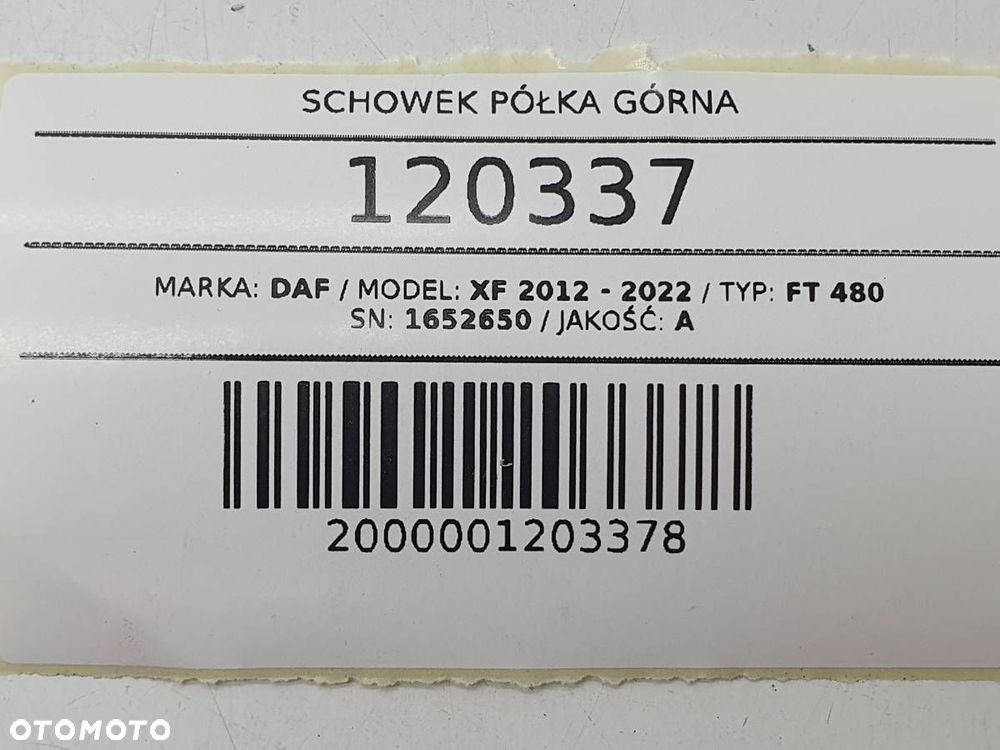 SCHOWEK PÓŁKA GÓRNA
120337
MARKA: DAF / MODEL: XF 2012 - 2022 / TYP: FT 480
SN: 1652650 / JAKOŚĆ: A
2000001203378
OTOMOTO